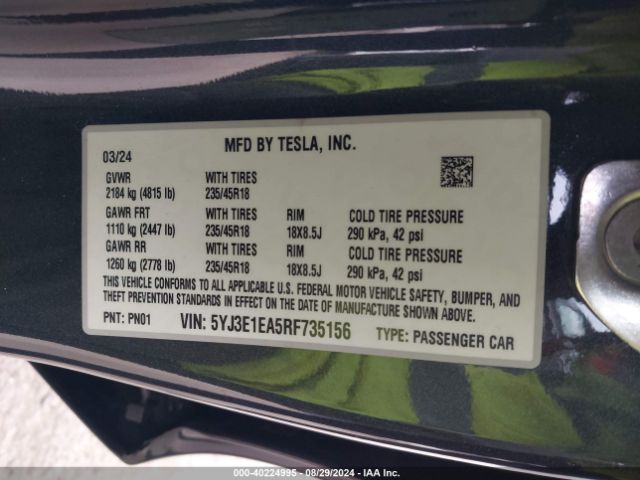 MFD BY TESLA, INC.
03/24
GVWR WITH TIRES
2184 kg (4815 lb) 235/45R18
GAWR FRT WITH TIRES RIM COLD TIRE PRESSURE
1110 kg (2447 lb) 235/45R18 18X8.5J 290 kPa, 42 psi
GAWR RR WITH TIRES RIM COLD TIRE PRESSURE
1260 kg (2778 lb) 235/45R18 18X8.5J 290 kPa, 42 psi
THIS VEHICLE CONFORMS TO ALL APPLICABLE U.S. FEDERAL MOTOR VEHICLE SAFETY, BUMPER, AND
THEFT PREVENTION STANDARDS IN EFFECT ON THE DATE OF MANUFACTURE SHOWN ABOVE.
PNT: PN01 VIN: 5YJ3E1EA5RF735156 TYPE: PASSENGER CAR
000-40224995 - 08/29/2024 - IAA Inc.